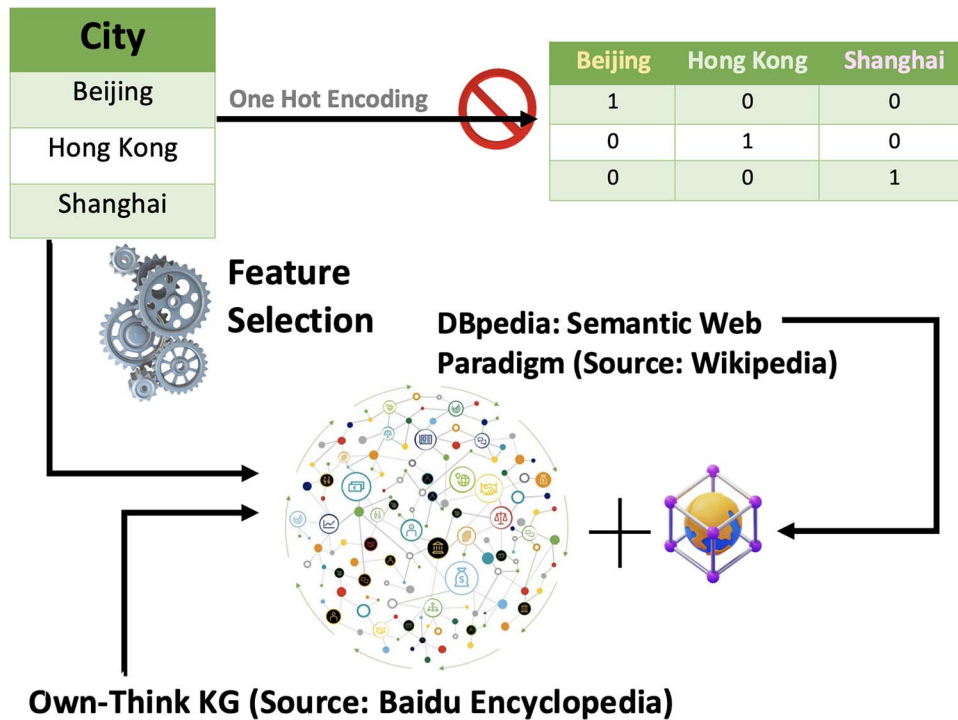 City
Beijing
Hong Kong
Shanghai
One Hot Encoding
Beijing Hong Kong Shanghai
1 0 0
0 1 0
0 0 1
Feature
Selection
DBpedia: Semantic Web
Paradigm (Source: Wikipedia)
Own-Think KG (Source: Baidu Encyclopedia)